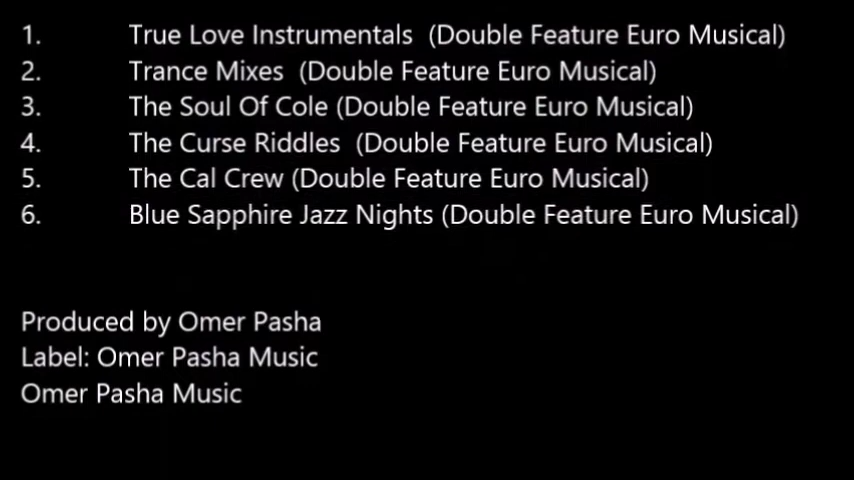 1. True Love Instrumentals  (Double Feature Euro Musical)
2. Trance Mixes  (Double Feature Euro Musical)
3. The Soul Of Cole (Double Feature Euro Musical)
4. The Curse Riddles  (Double Feature Euro Musical)
5. The Cal Crew (Double Feature Euro Musical)
6. Blue Sapphire Jazz Nights (Double Feature Euro Musical)
Produced by Omer Pasha
Label: Omer Pasha Music
Omer Pasha Music